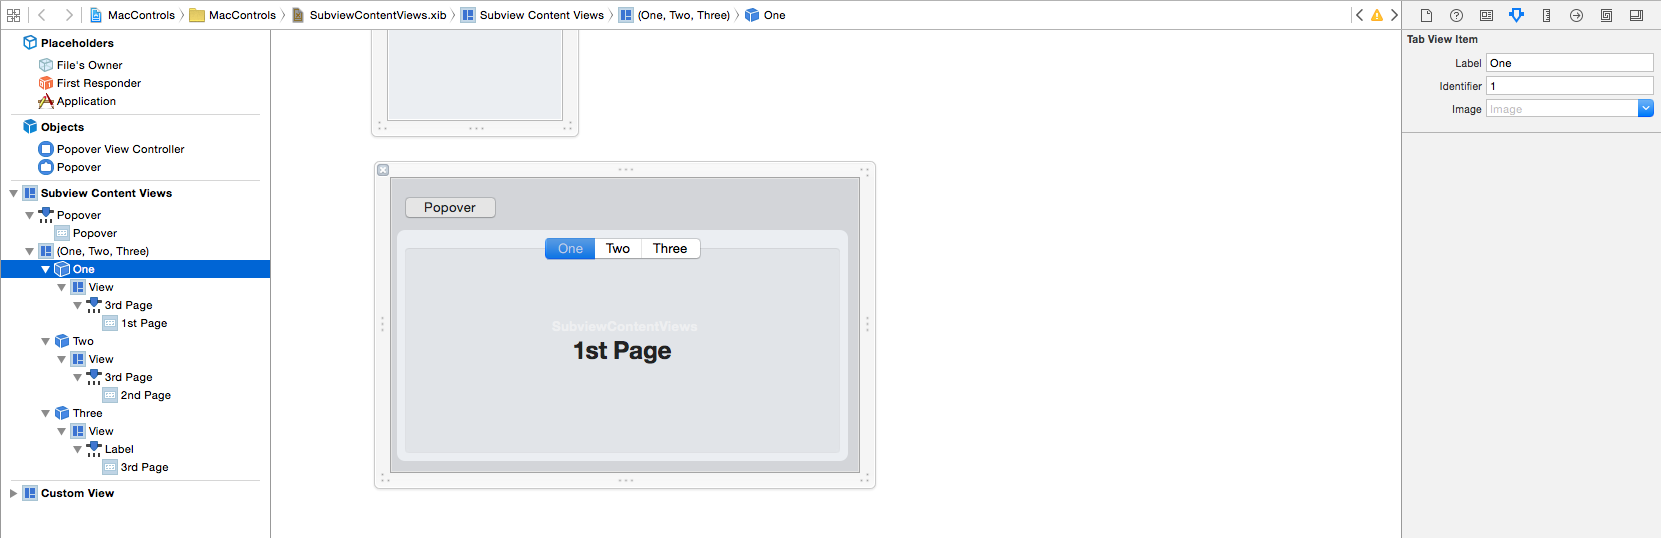 MacControls MacControls SubviewContentViews.xib Subview Content Views (One, Two, Three) One
Placeholders
File's Owner
First Responder
Application
Objects
Popover View Controller
Popover
Subview Content Views
Popover
Popover
(One, Two, Three)
One
View
3rd Page
1st Page
Two
View
3rd Page
2nd Page
Three
View
Label
3rd Page
Custom View
Popover
One Two Three
SubviewContentViews
1st Page
Tab View Item
Label One
Identifier 1
Image Image